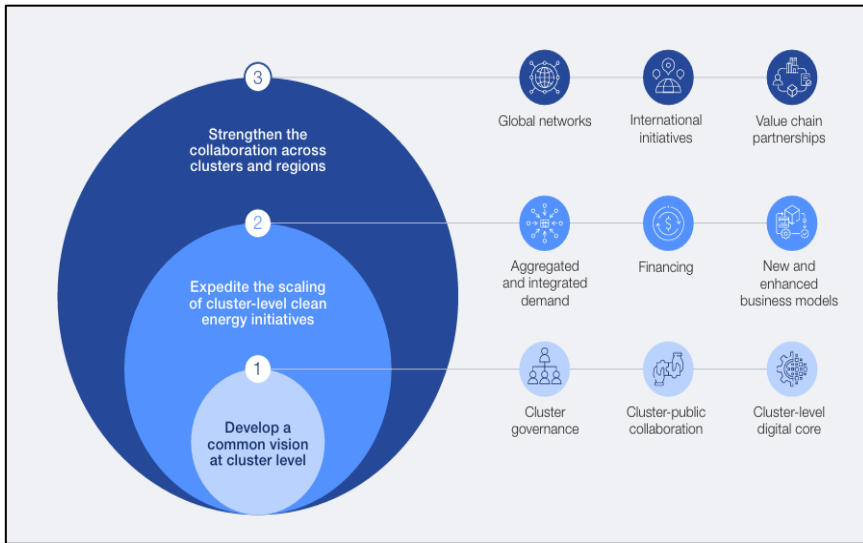 3
Strengthen the
collaboration across
clusters and regions
Global networks
International
initiatives
Value chain
partnerships
2
Expedite the scaling
of cluster-level clean
energy initiatives
Aggregated
and integrated
demand
Financing
New and
enhanced
business models
1
Develop a
common vision
at cluster level
Cluster
governance
Cluster-public
collaboration
Cluster-level
digital core